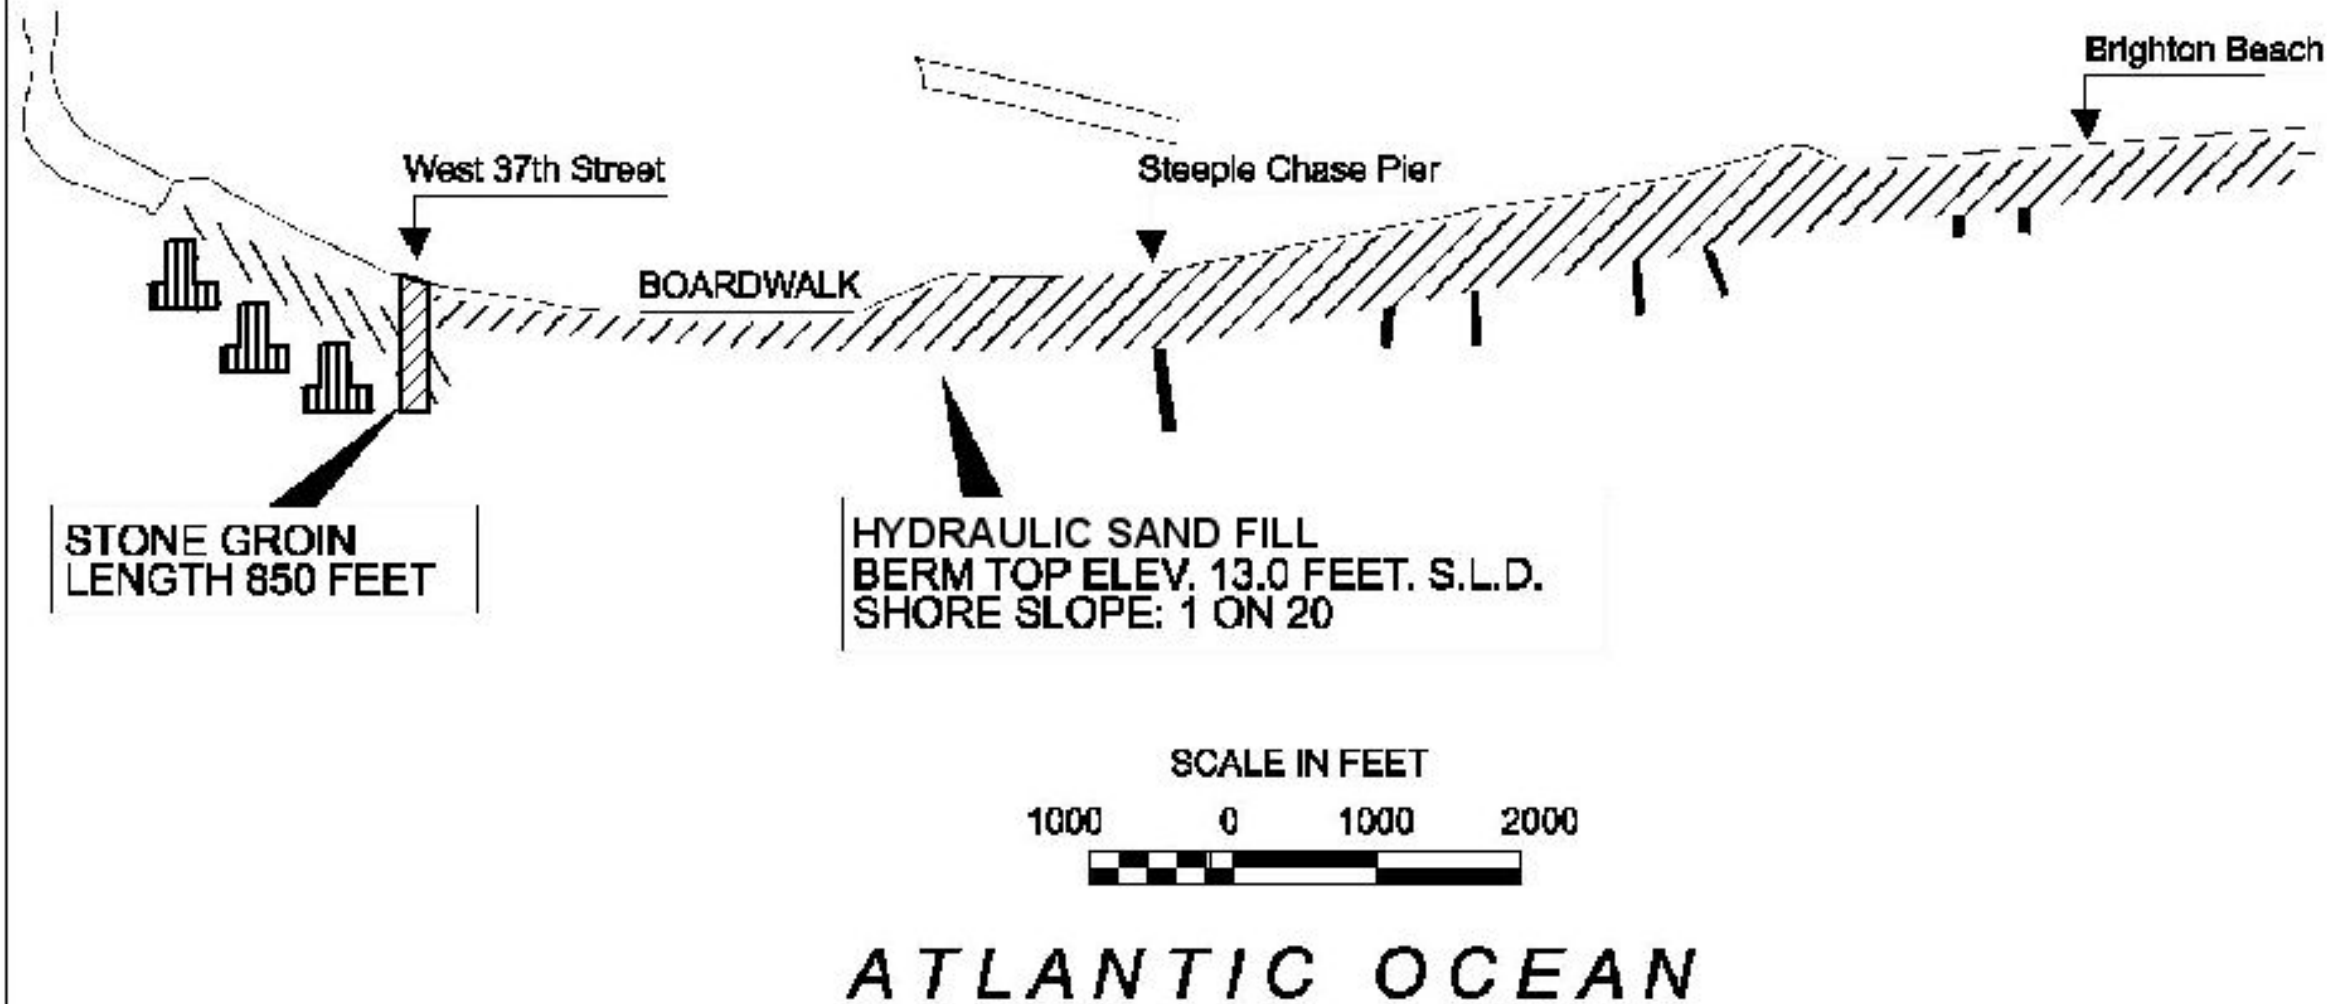 Brighton Beach
West 37th Street
Steeple Chase Pier
BOARDWALK
STONE GROIN
LENGTH 850 FEET
HYDRAULIC SAND FILL
BERM TOP ELEV. 13.0 FEET. S.L.D.
SHORE SLOPE: 1 ON 20
SCALE IN FEET
1000 0 1000 2000
ATLANTIC OCEAN